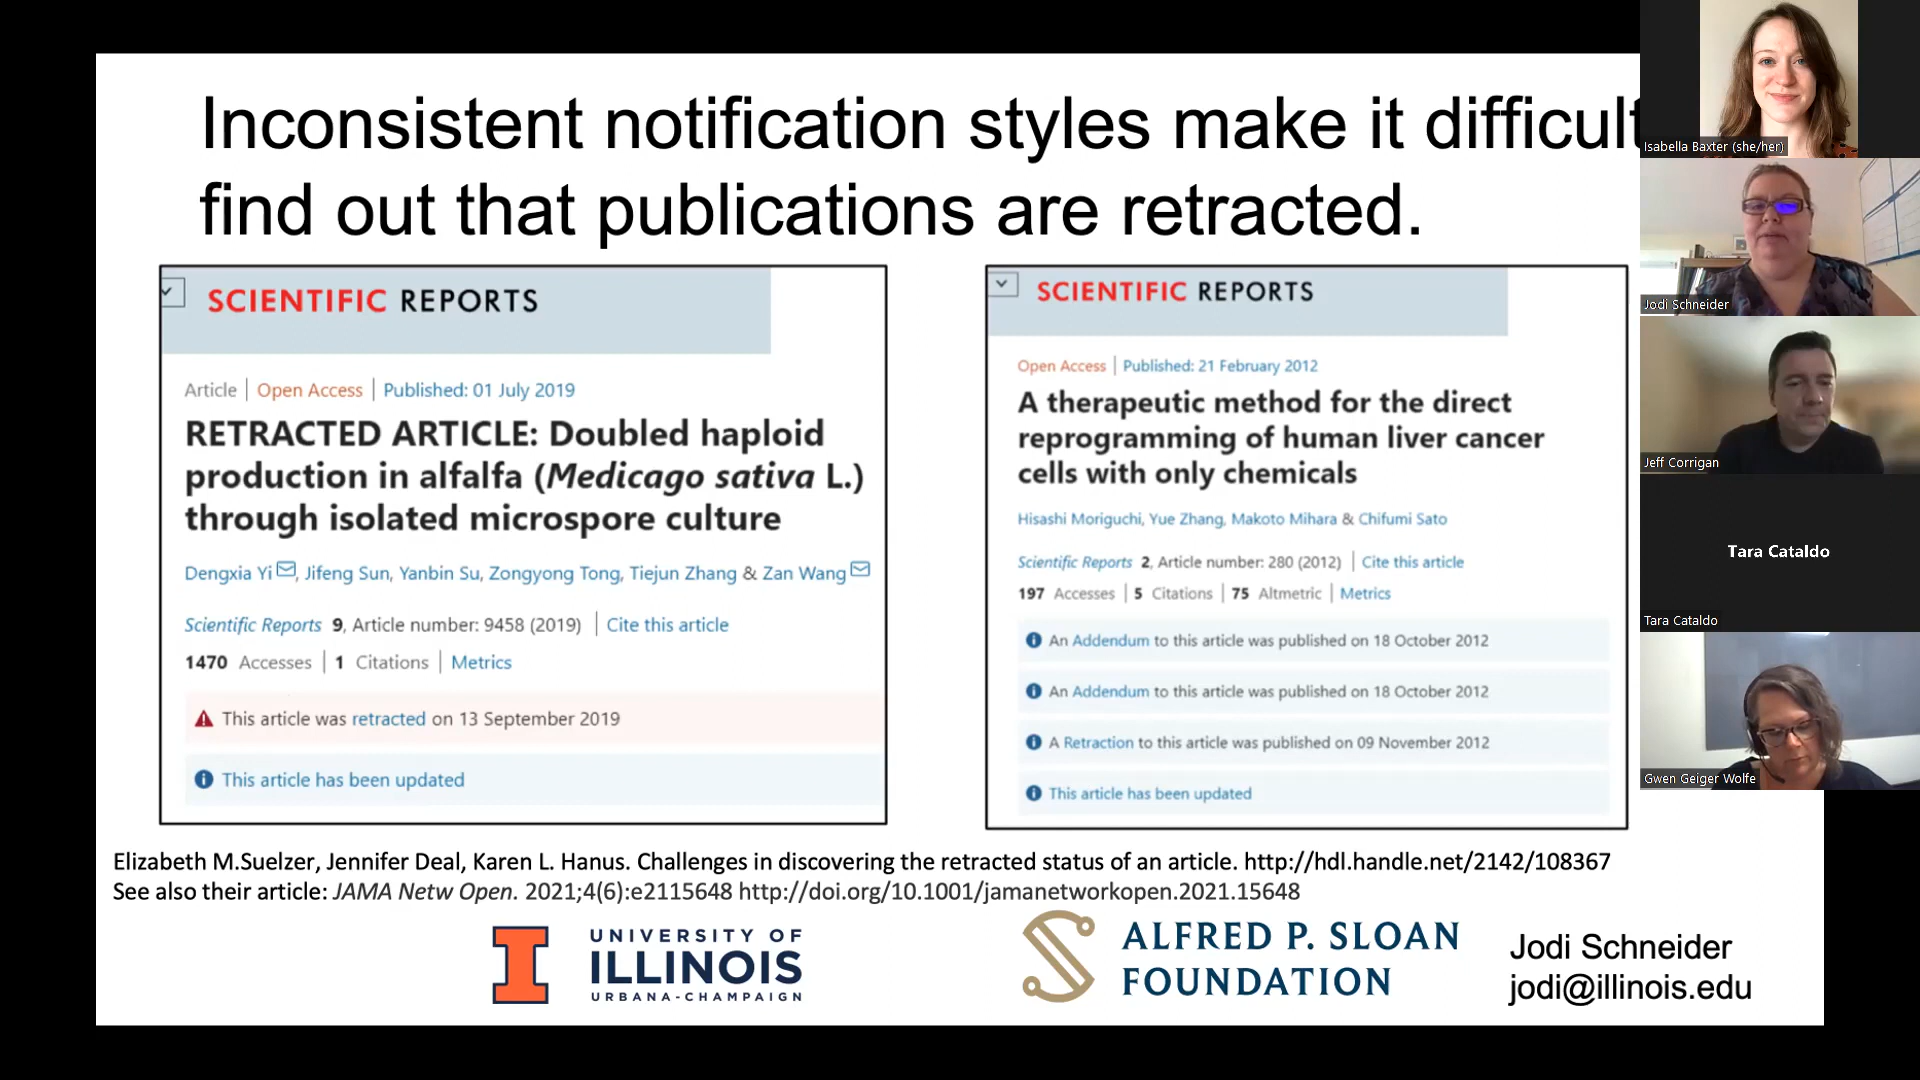 Inconsistent notification styles make it difficult
find out that publications are retracted.
SCIENTIFIC REPORTS
Article | Open Access | Published: 01 July 2019
RETRACTED ARTICLE: Doubled haploid
production in alfalfa (Medicago sativa L.)
through isolated microspore culture
Dengxia Yi, Jifeng Sun, Yanbin Su, Zongyong Tong, Tiejun Zhang & Zan Wang
Scientific Reports 9, Article number: 9458 (2019) | Cite this article
1470 Accesses | 1 Citations | Metrics
This article was retracted on 13 September 2019
This article has been updated
SCIENTIFIC REPORTS
Open Access | Published: 21 February 2012
A therapeutic method for the direct
reprogramming of human liver cancer
cells with only chemicals
Hisashi Moriguchi, Yue Zhang, Makoto Mihara & Chifumi Sato
Scientific Reports 2, Article number: 280 (2012) | Cite this article
197 Accesses | 5 Citations | 75 Altmetric | Metrics
An Addendum to this article was published on 18 October 2012
An Addendum to this article was published on 18 October 2012
A Retraction to this article was published on 09 November 2012
This article has been updated
Elizabeth M.Suelzer, Jennifer Deal, Karen L. Hanus. Challenges in discovering the retracted status of an article. http://hdl.handle.net/2142/108367
See also their article: JAMA Netw Open. 2021;4(6):e2115648 http://doi.org/10.1001/jamanetworkopen.2021.15648
UNIVERSITY OF
ILLINOIS
URBANA-CHAMPAIGN
ALFRED P. SLOAN
FOUNDATION
Jodi Schneider
jodi@illinois.edu
Isabella Baxter (she/her)
Jodi Schneider
Jeff Corrigan
Tara Cataldo
Tara Cataldo
Gwen Geiger Wolfe